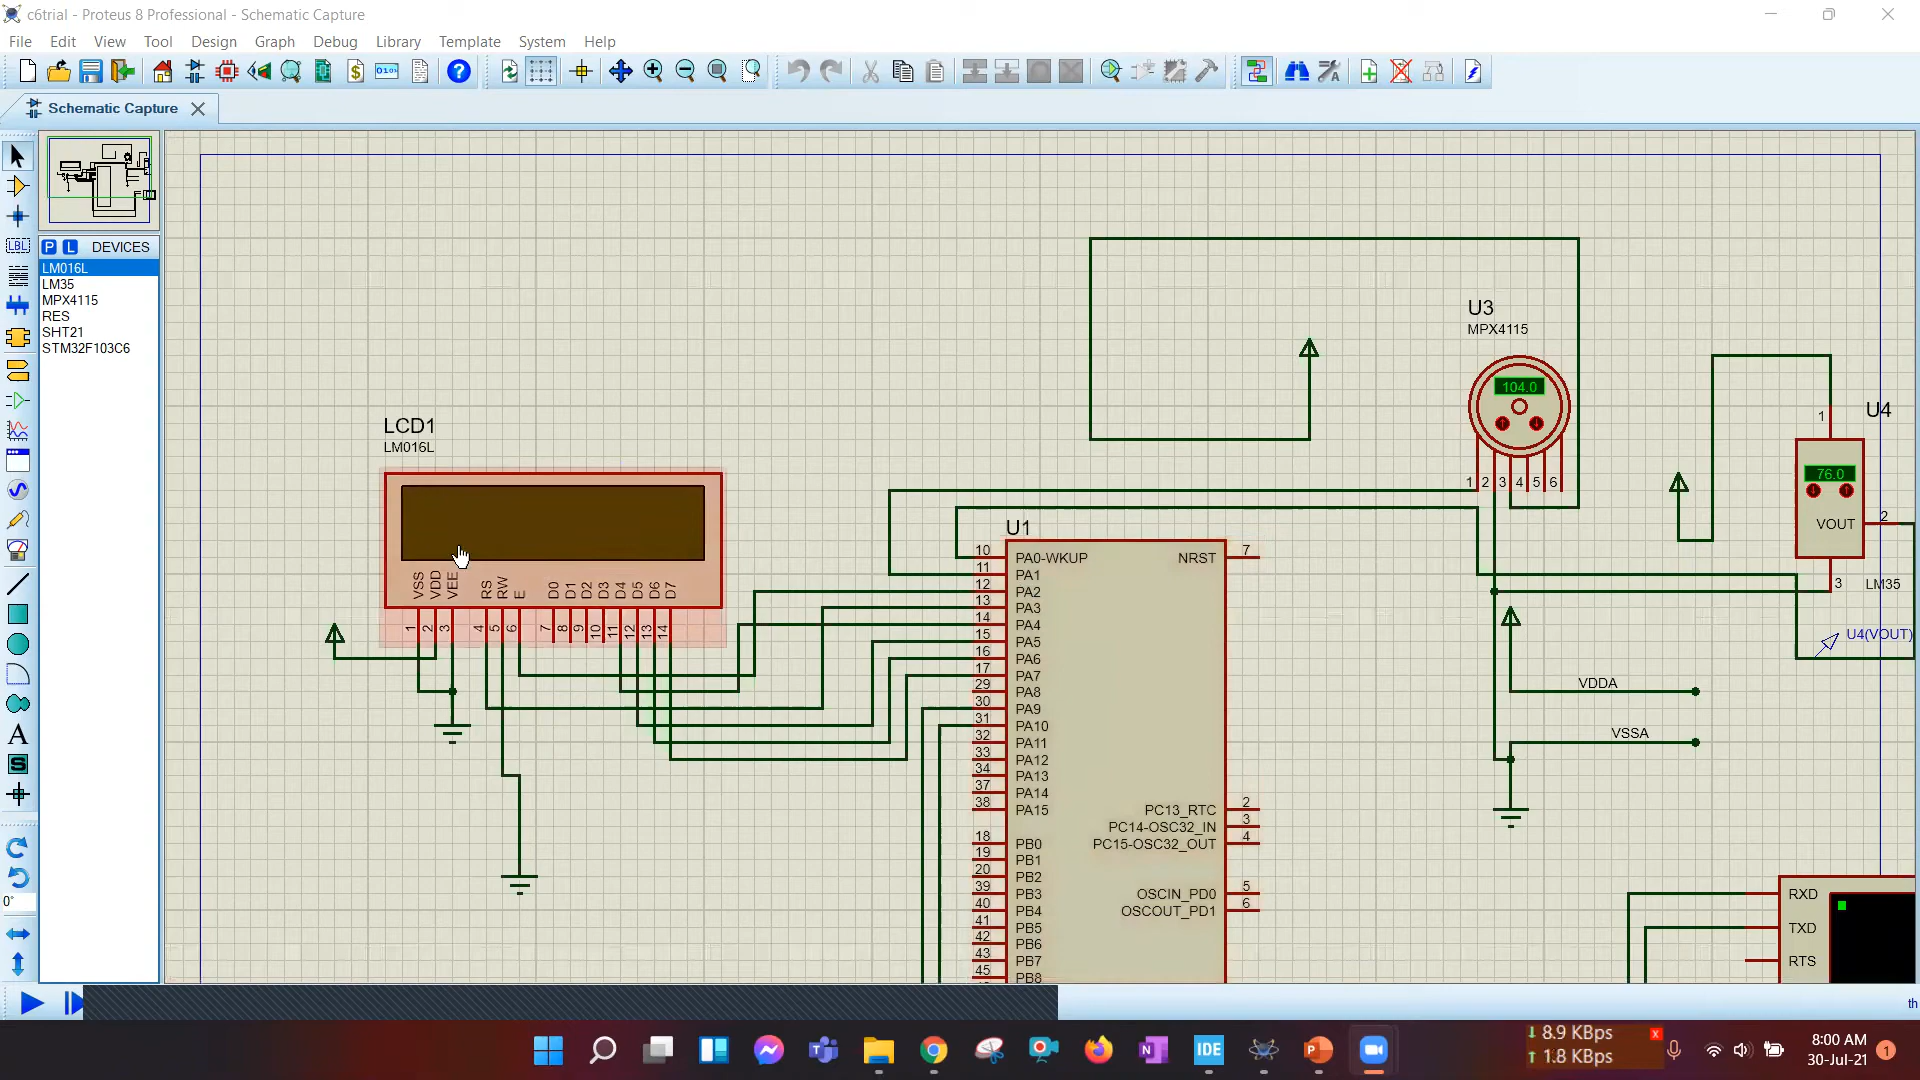 c6trial - Proteus 8 Professional - Schematic Capture
File Edit View Tool Design Graph Debug Library Template System Help
Schematic Capture
P L DEVICES
LM016L
LM35
MPX4115
RES
SHT21
STM32F103C6
LBL
A
S
0°
LCD1
LM016L
VSS VDD VEE RS RW E D0 D1 D2 D3 D4 D5 D6 D7
1 2 3 4 5 6 7 8 9 10 11 12 13 14
U3
MPX4115
104.0
1 2 3 4 5 6
U4
1
76.0
VOUT 2
3 LM35
U4(VOUT)
VDDA
VSSA
U1
10 PA0-WKUP NRST 7
11 PA1
12 PA2
13 PA3
14 PA4
15 PA5
16 PA6
17 PA7
29 PA8
30 PA9
31 PA10
32 PA11
33 PA12
34 PA13
37 PA14
38 PA15
PC13_RTC 2
PC14-OSC32_IN 3
PC15-OSC32_OUT 4
18 PB0
19 PB1
20 PB2
39 PB3
40 PB4
41 PB5
42 PB6
43 PB7
45 PB8
OSCIN_PD0 5
OSCOUT_PD1 6
RXD
TXD
RTS
th
IDE
8.9 KBps
1.8 KBps
8:00 AM
30-Jul-21
1